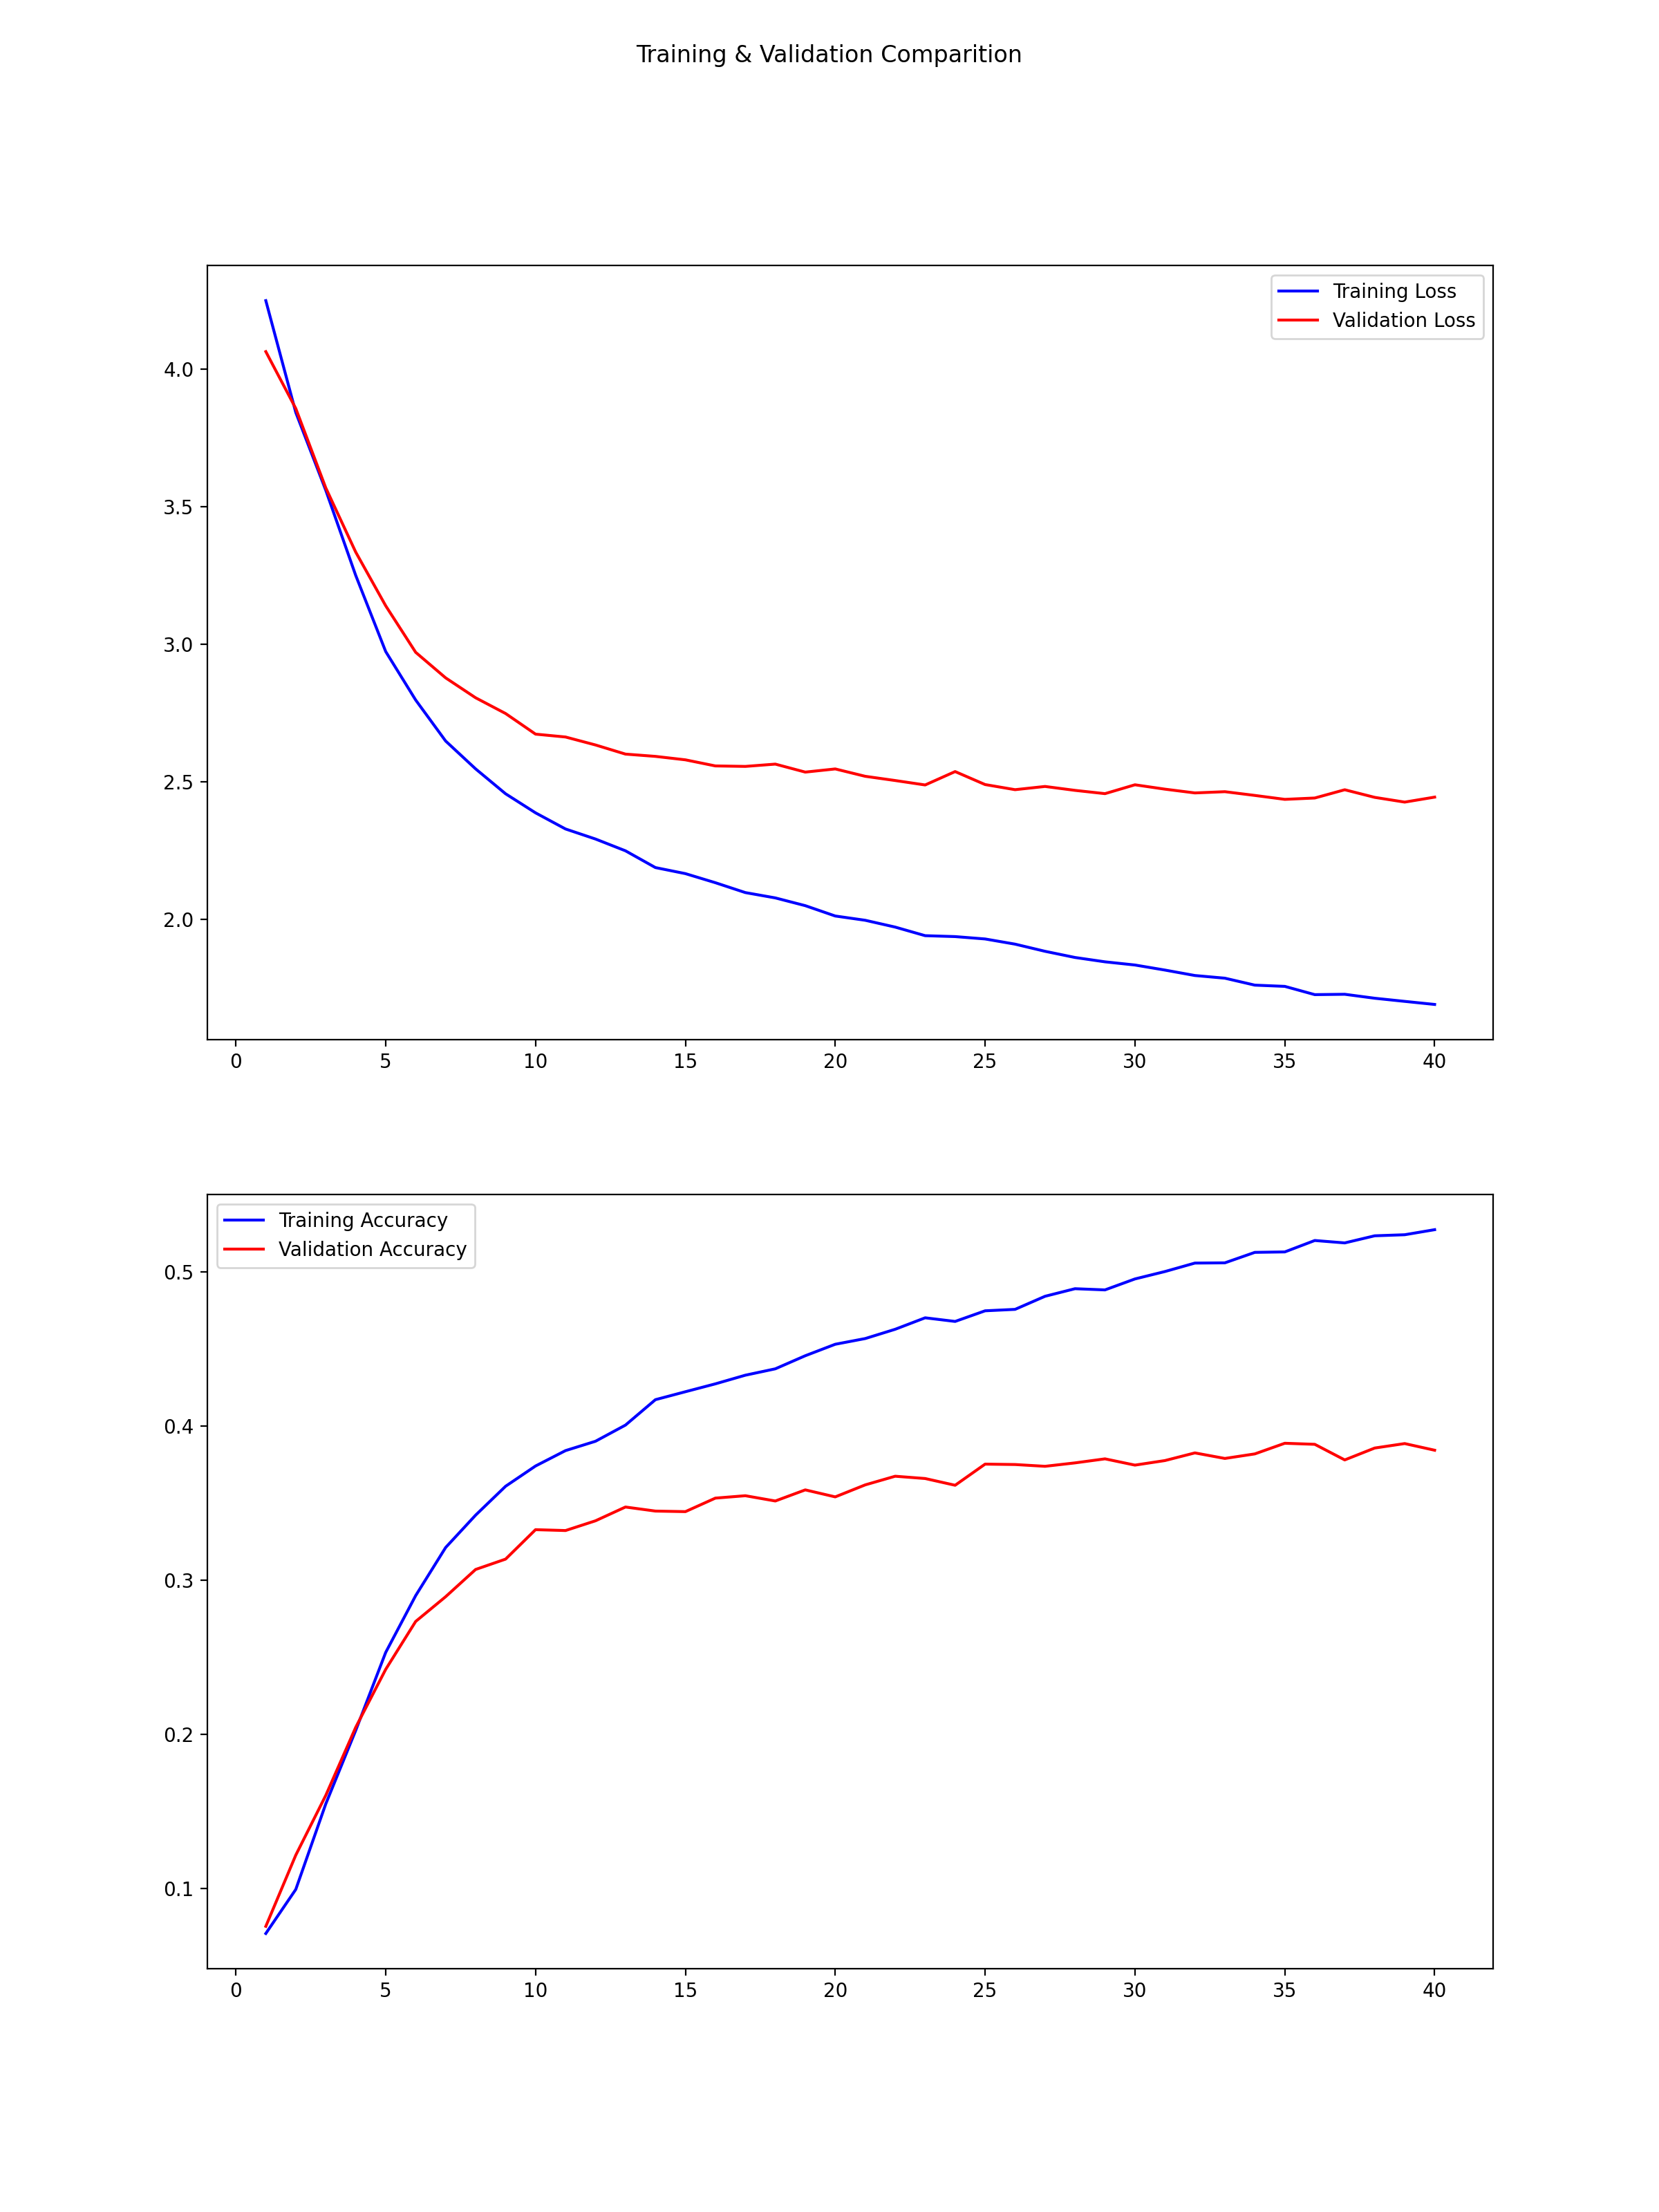 Training & Validation Comparition
Training Loss
Validation Loss
4.0
3.5
3.0
2.5
2.0
0 5 10 15 20 25 30 35 40
Training Accuracy
Validation Accuracy
0.5
0.4
0.3
0.2
0.1
0 5 10 15 20 25 30 35 40